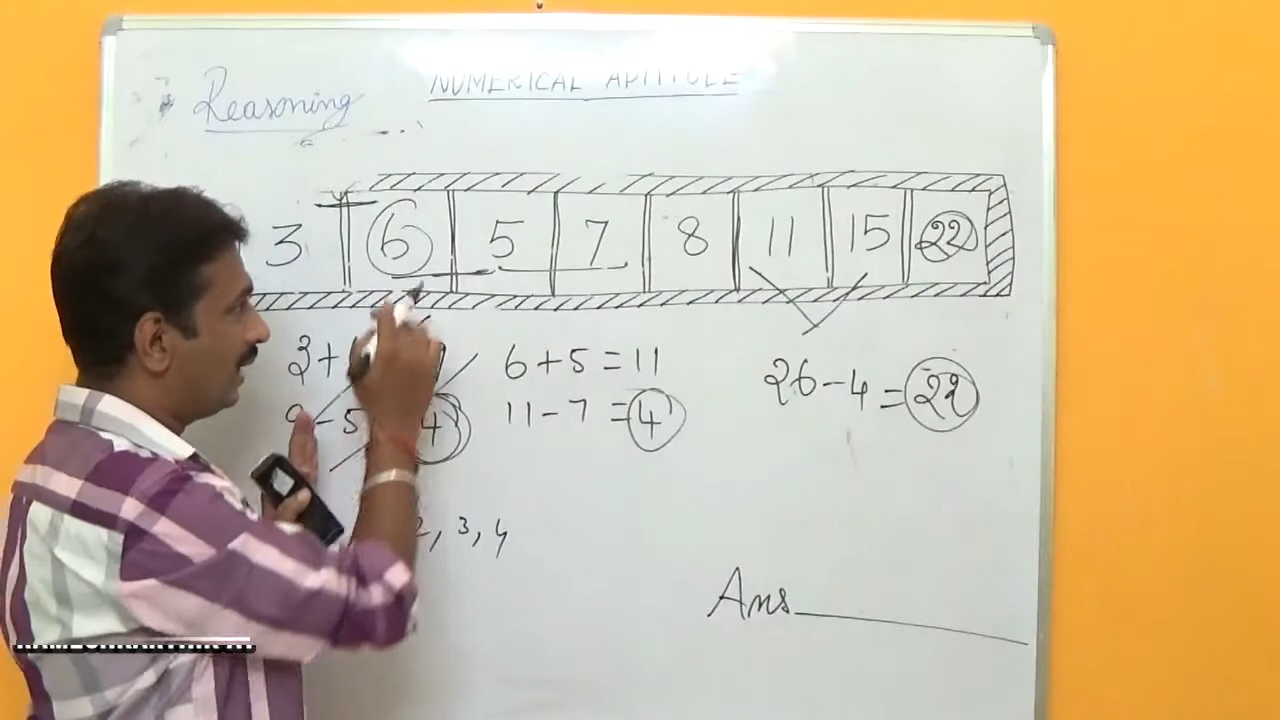 Reasoning
NUMERICAL APTITUDE
3 6 5 7 8 11 15 22
3+ 6+5=11
9-5 4 11-7=4
26-4=22
2, 3, 4
Ans